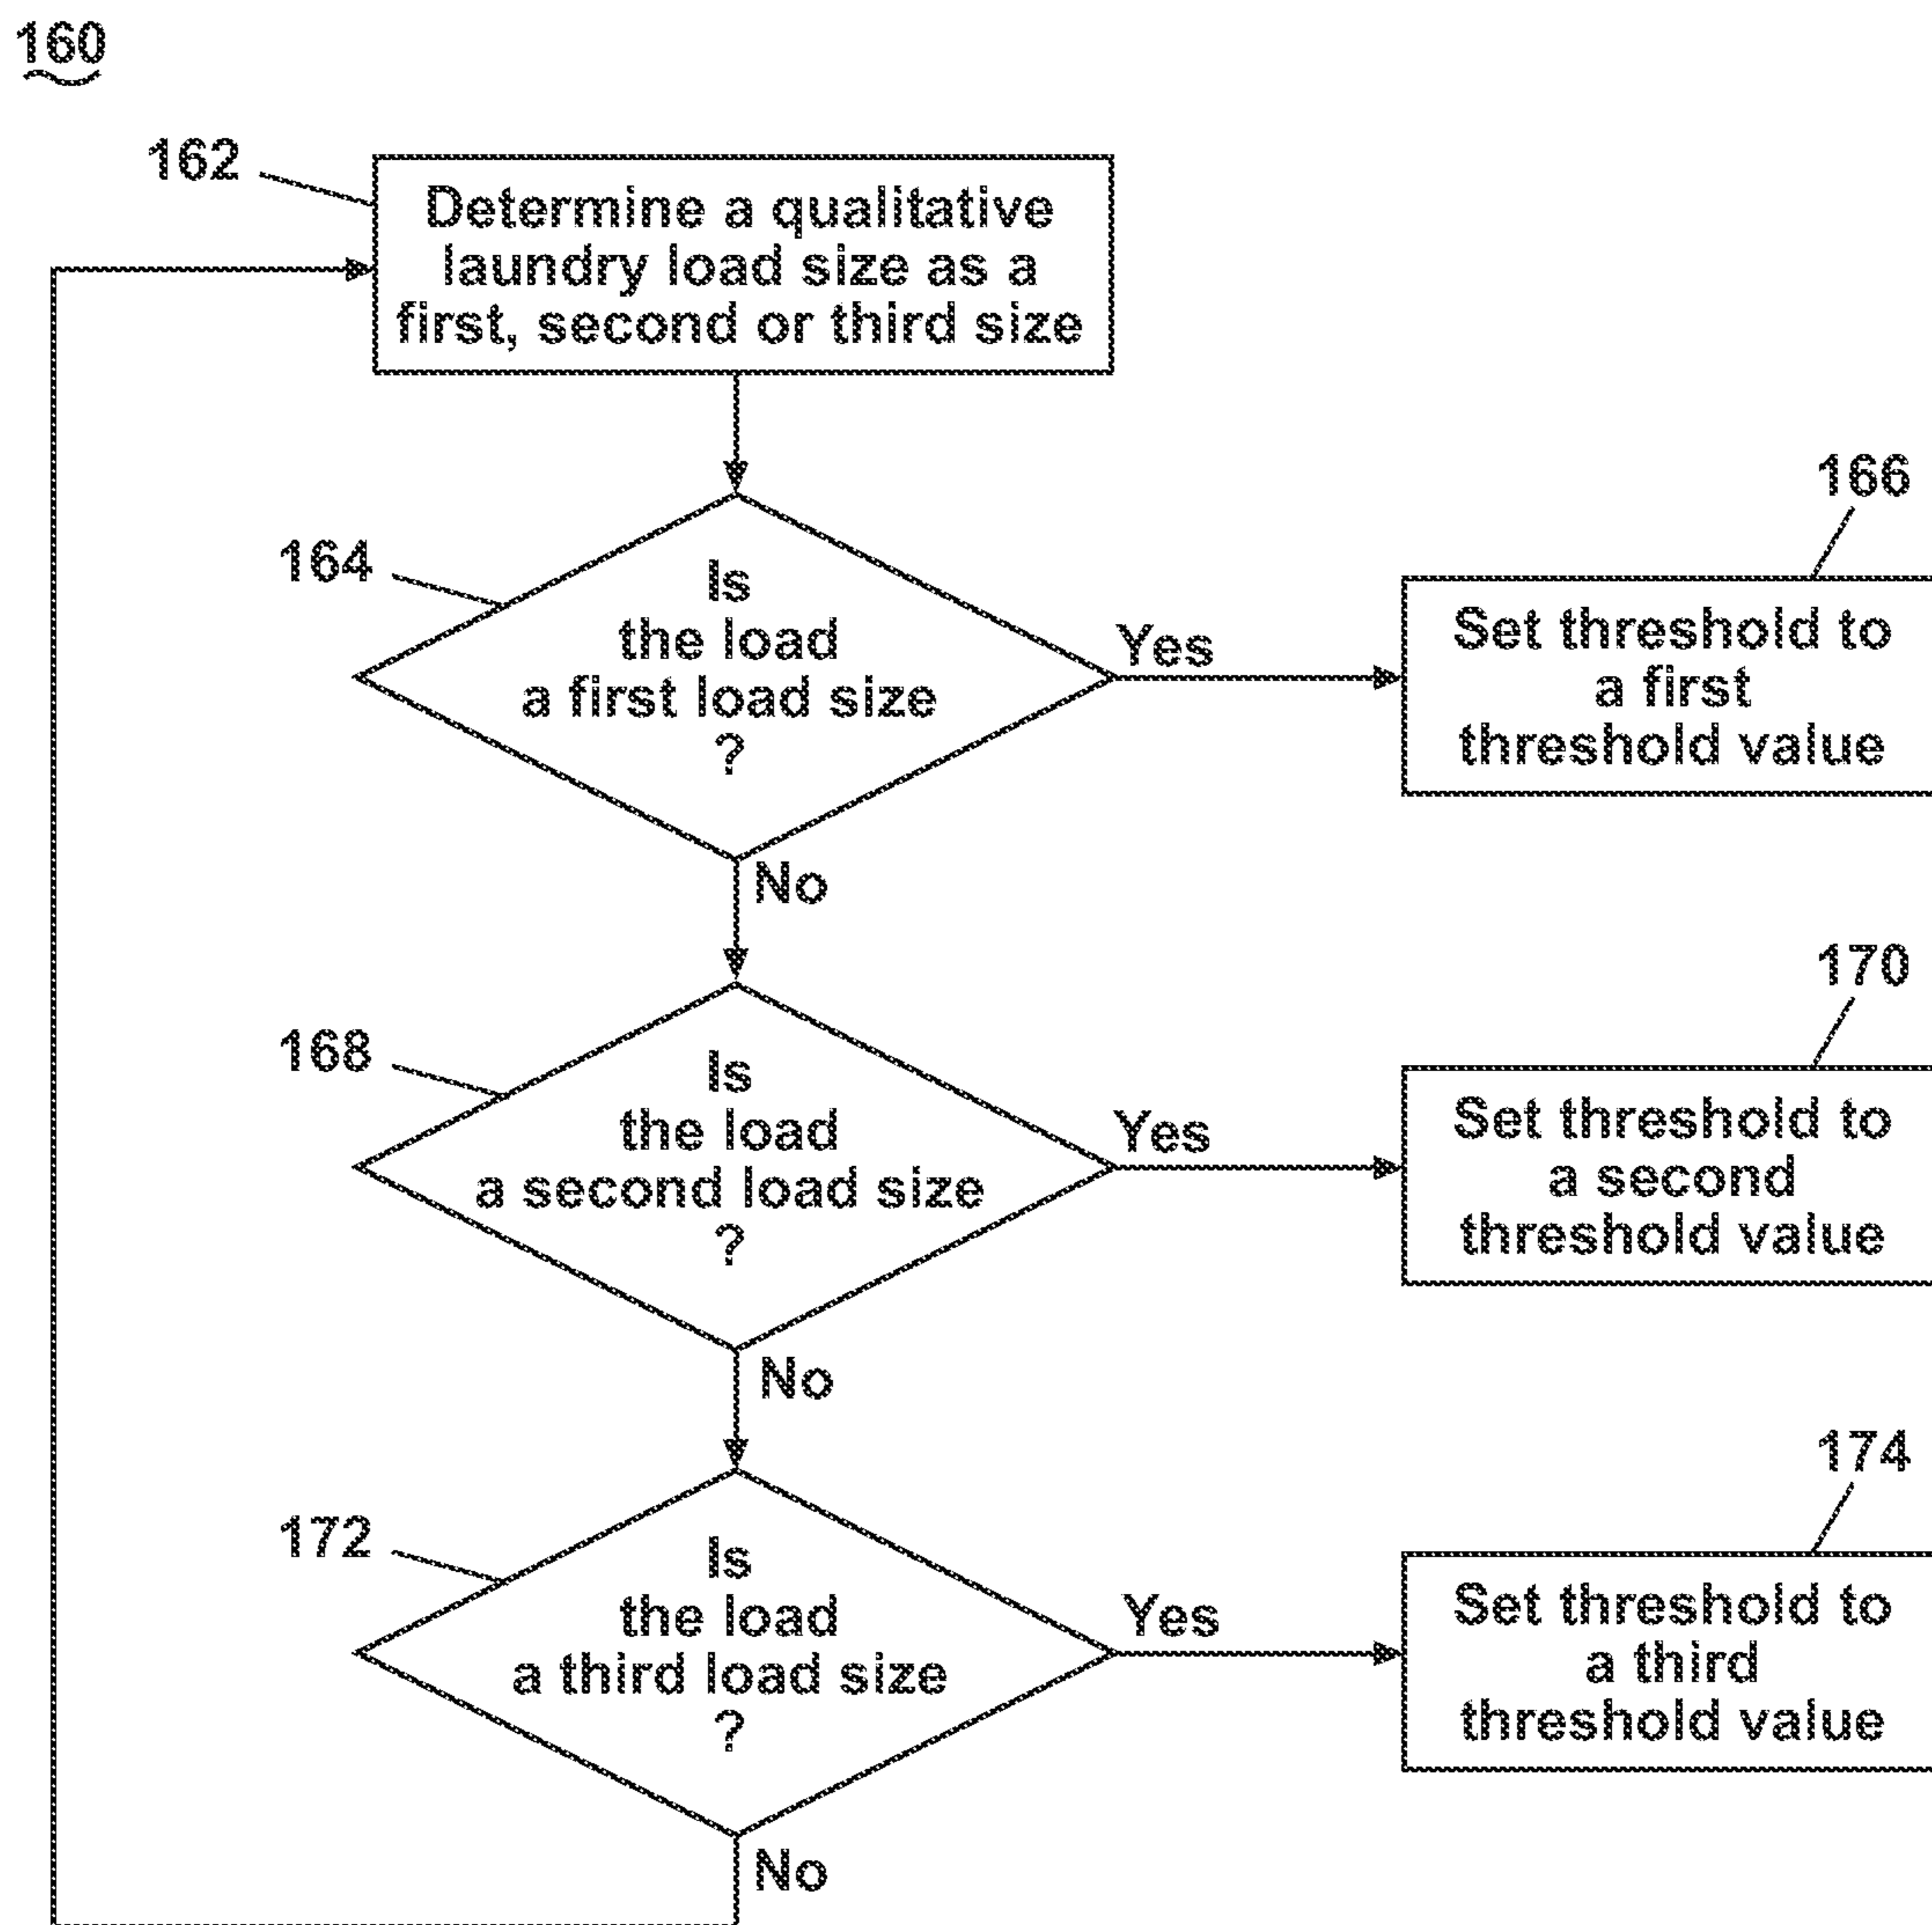 160
162
Determine a qualitative
laundry load size as a
first, second or third size
164
Is
the load
a first load size
?
Yes
166
Set threshold to
a first
threshold value
No
168
Is
the load
a second load size
?
Yes
170
Set threshold to
a second
threshold value
No
172
Is
the load
a third load size
?
Yes
174
Set threshold to
a third
threshold value
No